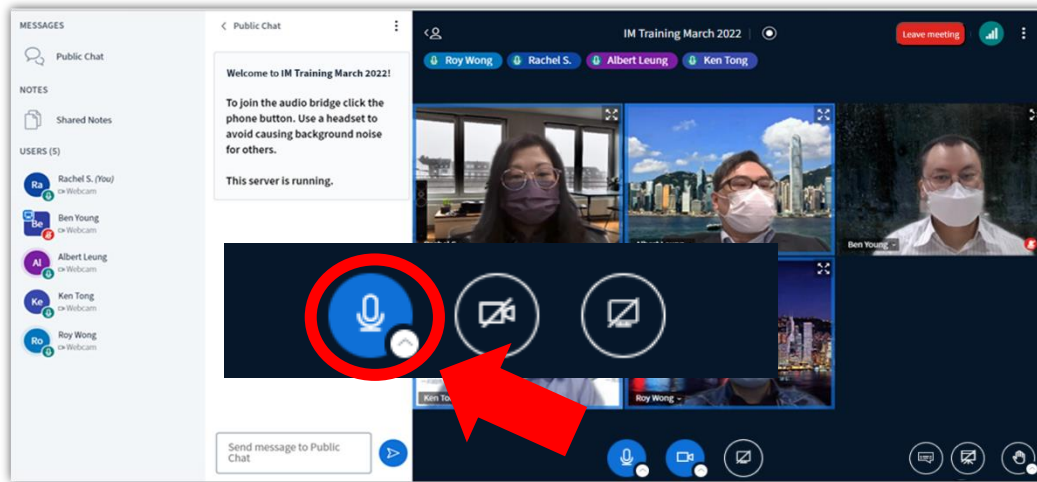 MESSAGES
Public Chat
NOTES
Shared Notes
USERS (5)
Ra
Rachel S. (You)
Webcam
Be
Ben Young
Webcam
Al
Albert Leung
Webcam
Ke
Ken Tong
Webcam
Ro
Roy Wong
Webcam
Public Chat
Welcome to IM Training March 2022!
To join the audio bridge click the
phone button. Use a headset to
avoid causing background noise
for others.
This server is running.
Send message to Public
Chat
IM Training March 2022
Leave meeting
Roy Wong
Rachel S.
Albert Leung
Ken Tong
Ben Young
Ken To
Roy Wong